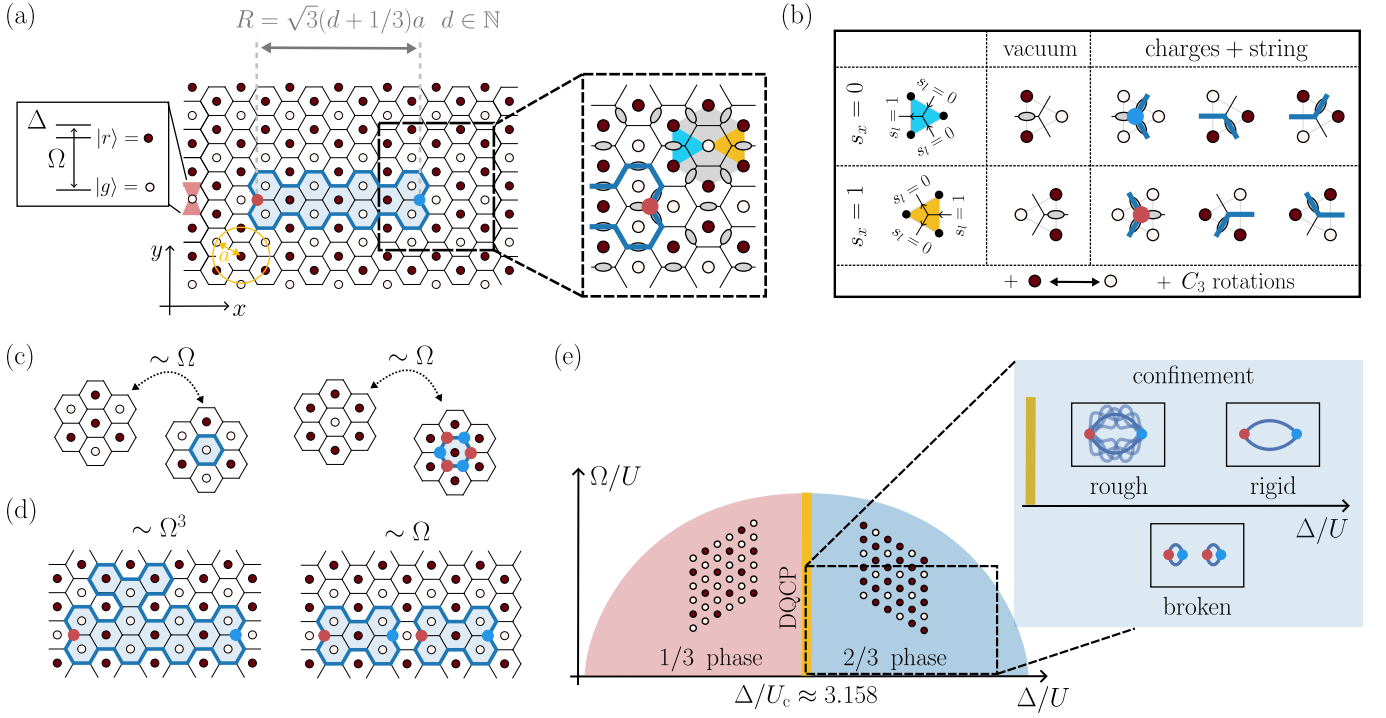 (a)
R = √3(d + 1/3)a d ∈ ℕ
Δ
|r⟩ =
Ω
|g⟩ =
a
y
x
(b)
vacuum
charges + string
s_x = 0
s_l = 0
s_l = 1
s_l = 0
s_x = 1
s_l = 0
s_l = 1
s_l = 0
+
+ C_3 rotations
(c)
∼ Ω
∼ Ω
(d)
∼ Ω^3
∼ Ω
(e)
Ω/U
DQCP
1/3 phase
2/3 phase
Δ/U_c ≈ 3.158
Δ/U
confinement
rough
rigid
Δ/U
broken